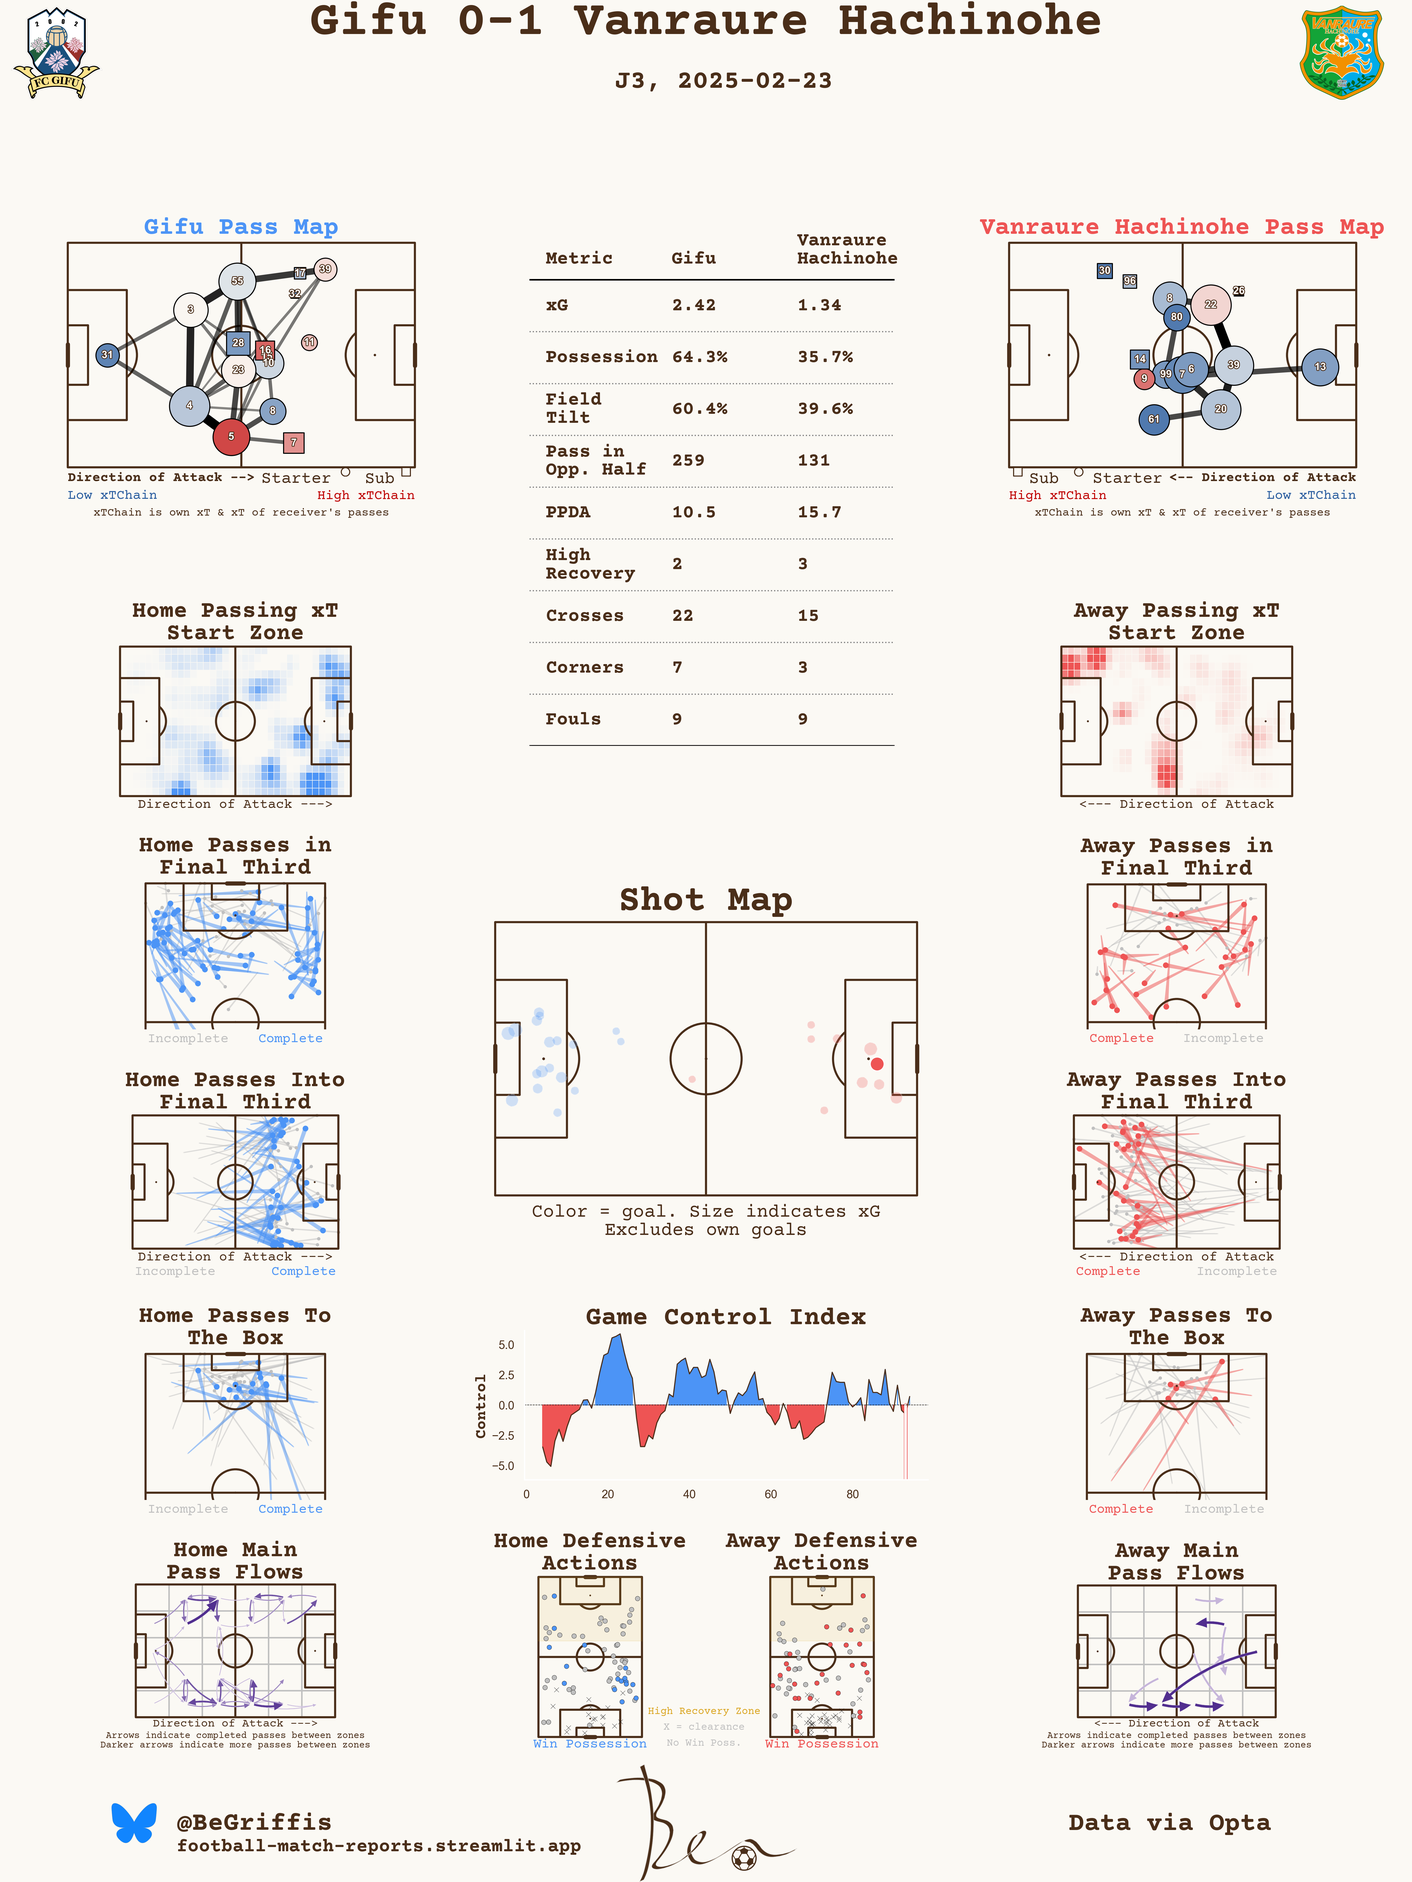 Gifu 0-1 Vanraure Hachinohe
J3, 2025-02-23
FC GIFU
VANRAURE
HACHINOHE
Gifu Pass Map
55
17
39
32
3
31
28
16
11
10
23
4
8
5
7
Direction of Attack --> Starter Sub
Low xTChain High xTChain
xTChain is own xT & xT of receiver's passes
Metric Gifu Vanraure Hachinohe
xG 2.42 1.34
Possession 64.3% 35.7%
Field Tilt 60.4% 39.6%
Pass in Opp. Half 259 131
PPDA 10.5 15.7
High Recovery 2 3
Crosses 22 15
Corners 7 3
Fouls 9 9
Vanraure Hachinohe Pass Map
30
96
8
26
22
80
14
9
99
7
6
39
13
61
20
Sub Starter <-- Direction of Attack
High xTChain Low xTChain
xTChain is own xT & xT of receiver's passes
Home Passing xT
Start Zone
Direction of Attack --->
Away Passing xT
Start Zone
<--- Direction of Attack
Home Passes in
Final Third
Incomplete Complete
Away Passes in
Final Third
Complete Incomplete
Shot Map
Color = goal. Size indicates xG
Excludes own goals
Home Passes Into
Final Third
Direction of Attack --->
Incomplete Complete
Away Passes Into
Final Third
<--- Direction of Attack
Complete Incomplete
Home Passes To
The Box
Incomplete Complete
Game Control Index
Control
5.0
2.5
0.0
−2.5
−5.0
0 20 40 60 80
Away Passes To
The Box
Complete Incomplete
Home Main
Pass Flows
Direction of Attack --->
Arrows indicate completed passes between zones
Darker arrows indicate more passes between zones
Home Defensive
Actions
Win Possession
High Recovery Zone
X = clearance
No Win Poss.
Away Defensive
Actions
Win Possession
Away Main
Pass Flows
<--- Direction of Attack
Arrows indicate completed passes between zones
Darker arrows indicate more passes between zones
@BeGriffis
football-match-reports.streamlit.app
Ben
Data via Opta